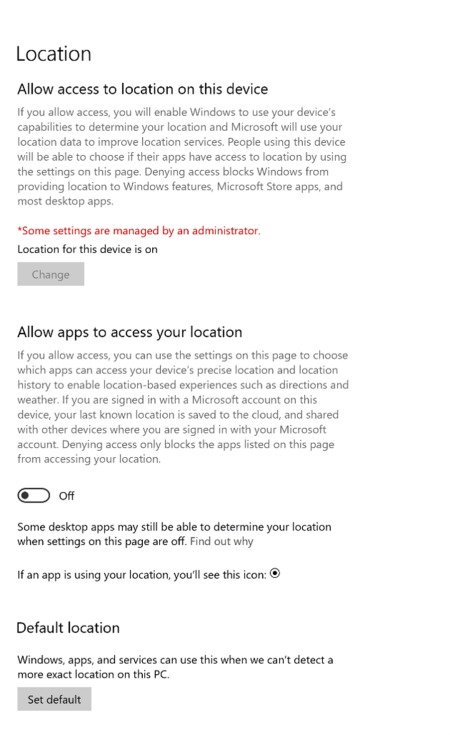 Location
Allow access to location on this device
If you allow access, you will enable Windows to use your device's
capabilities to determine your location and Microsoft will use your
location data to improve location services. People using this device
will be able to choose if their apps have access to location by using
the settings on this page. Denying access blocks Windows from
providing location to Windows features, Microsoft Store apps, and
most desktop apps.
*Some settings are managed by an administrator.
Location for this device is on
Change
Allow apps to access your location
If you allow access, you can use the settings on this page to choose
which apps can access your device's precise location and location
history to enable location-based experiences such as directions and
weather. If you are signed in with a Microsoft account on this
device, your last known location is saved to the cloud, and shared
with other devices where you are signed in with your Microsoft
account. Denying access only blocks the apps listed on this page
from accessing your location.
Off
Some desktop apps may still be able to determine your location
when settings on this page are off. Find out why
If an app is using your location, you'll see this icon:
Default location
Windows, apps, and services can use this when we can't detect a
more exact location on this PC.
Set default